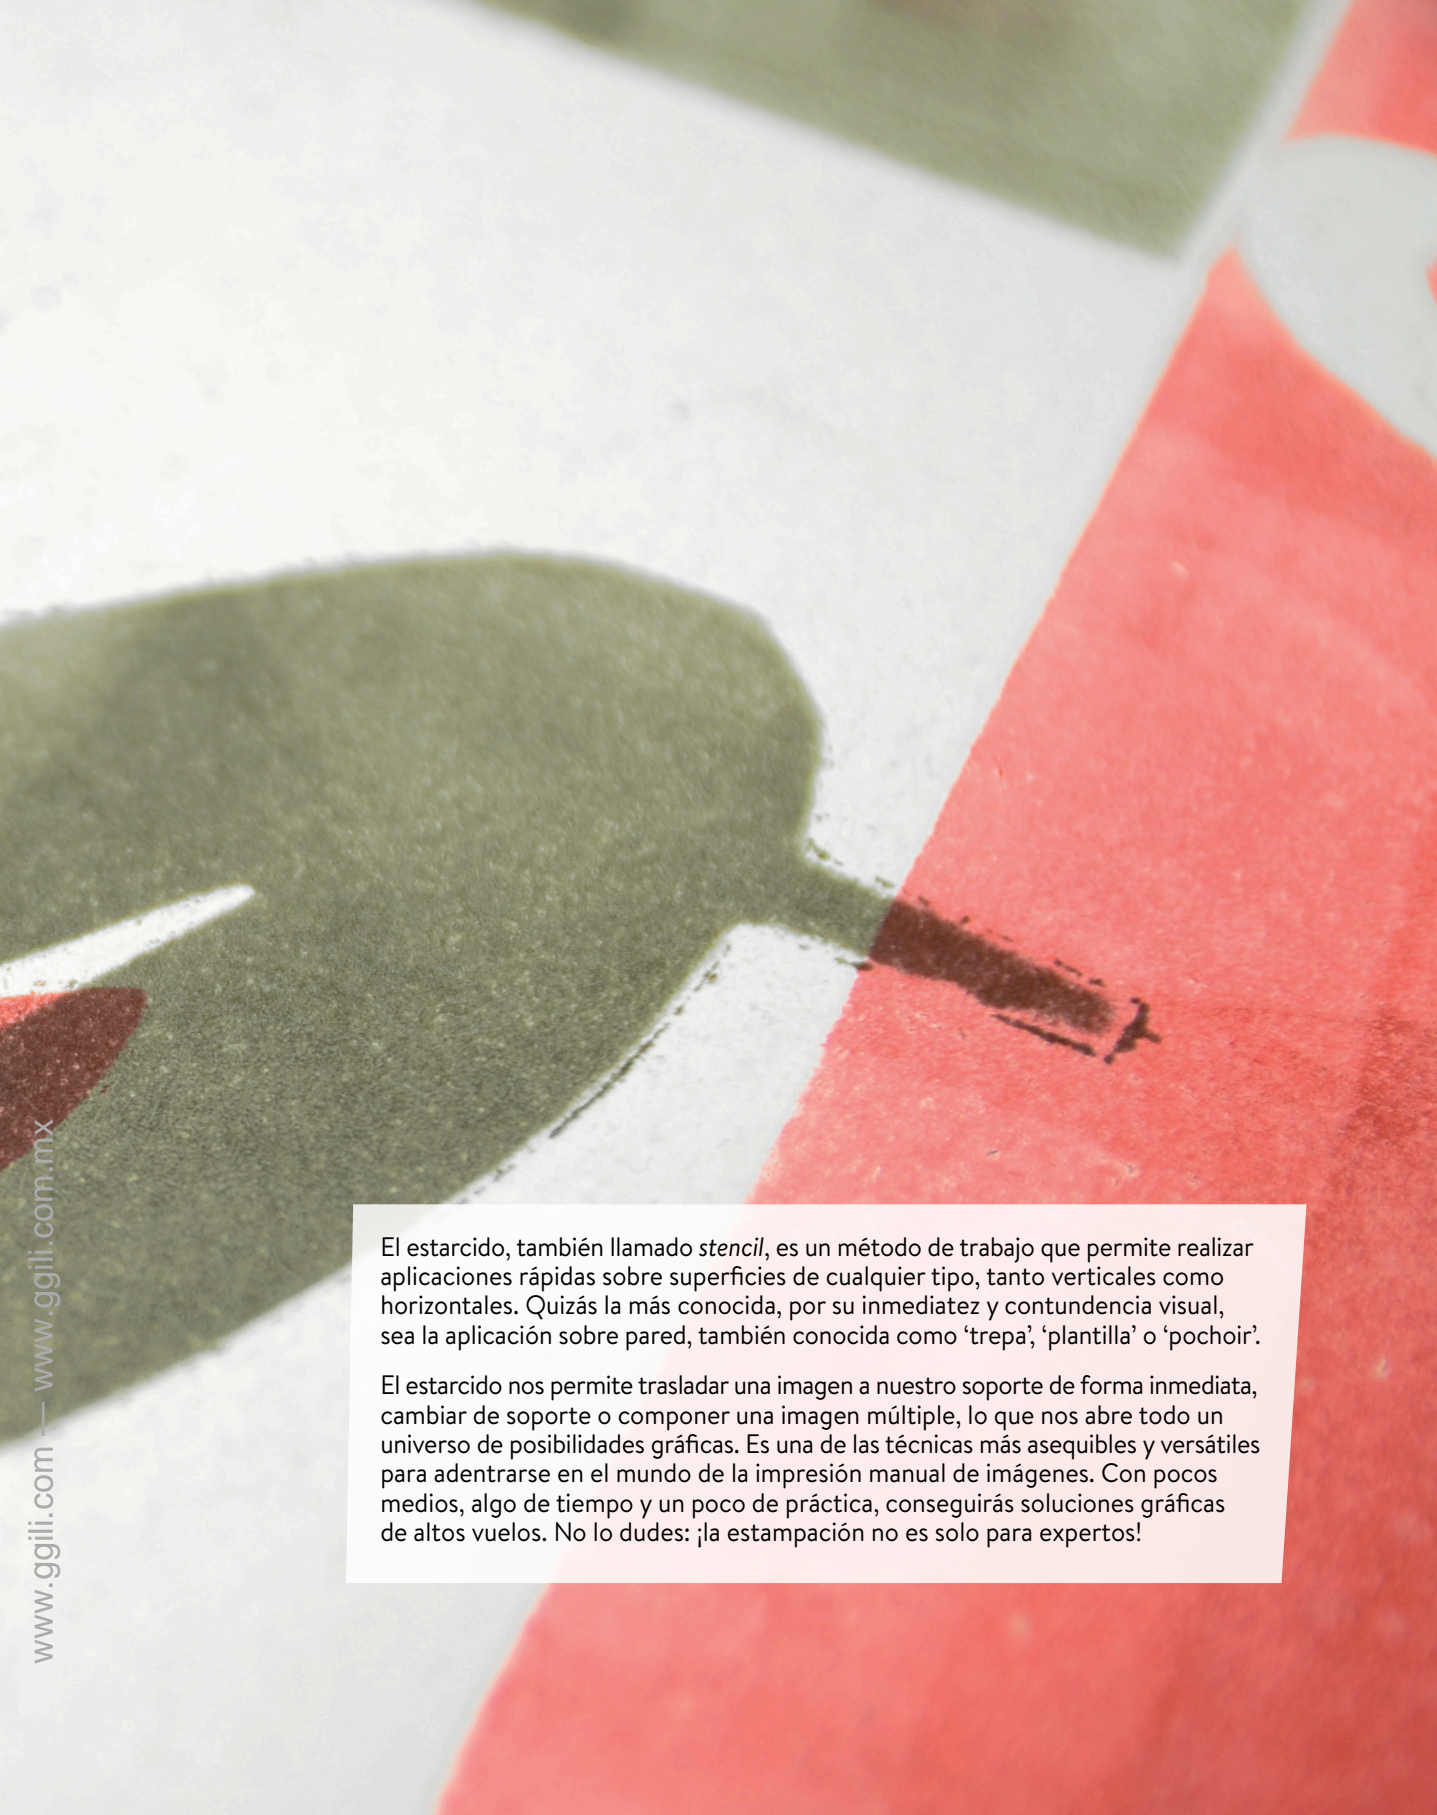 El estarcido, también llamado stencil, es un método de trabajo que permite realizar
aplicaciones rápidas sobre superficies de cualquier tipo, tanto verticales como
horizontales. Quizás la más conocida, por su inmediatez y contundencia visual,
sea la aplicación sobre pared, también conocida como ‘trepa’, ‘plantilla’ o ‘pochoir’.
El estarcido nos permite trasladar una imagen a nuestro soporte de forma inmediata,
cambiar de soporte o componer una imagen múltiple, lo que nos abre todo un
universo de posibilidades gráficas. Es una de las técnicas más asequibles y versátiles
para adentrarse en el mundo de la impresión manual de imágenes. Con pocos
medios, algo de tiempo y un poco de práctica, conseguirás soluciones gráficas
de altos vuelos. No lo dudes: ¡la estampación no es solo para expertos!
www.ggili.com — www.ggili.com.mx